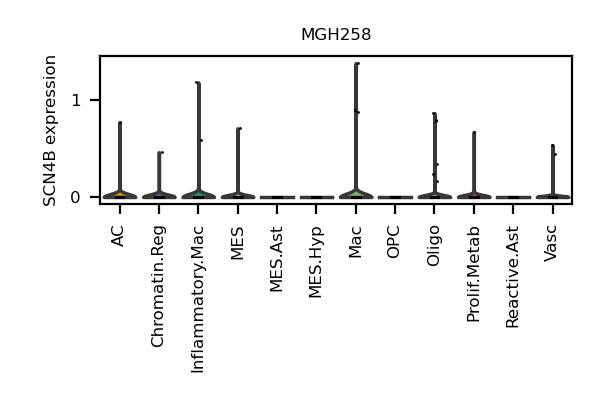 MGH258
SCN4B expression
1
0
AC
Chromatin.Reg
Inflammatory.Mac
MES
MES.Ast
MES.Hyp
Mac
OPC
Oligo
Prolif.Metab
Reactive.Ast
Vasc